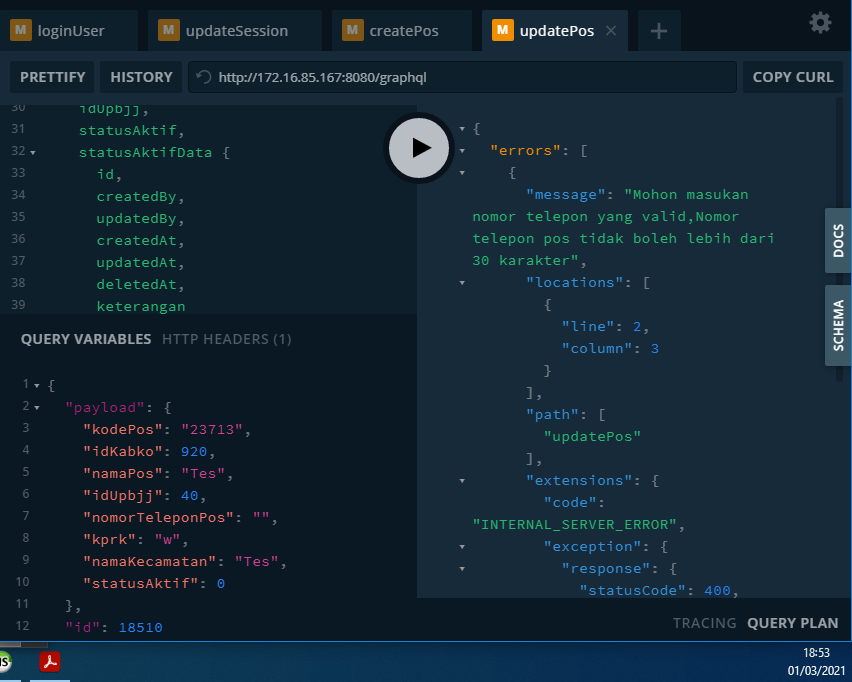 M loginUser
M updateSession
M createPos
M updatePos
PRETTIFY
HISTORY
http://172.16.85.167:8080/graphql
COPY CURL
30 idUpbjj,
31 statusAktif,
32 statusAktifData {
33 id,
34 createdBy,
35 updatedBy,
36 createdAt,
37 updatedAt,
38 deletedAt,
39 keterangan
QUERY VARIABLES HTTP HEADERS (1)
1 {
2 "payload": {
3 "kodePos": "23713",
4 "idKabko": 920,
5 "namaPos": "Tes",
6 "idUpbjj": 40,
7 "nomorTeleponPos": "",
8 "kprk": "w",
9 "namaKecamatan": "Tes",
10 "statusAktif": 0
11 },
12 "id": 18510
{
"errors": [
{
"message": "Mohon masukan
nomor telepon yang valid,Nomor
telepon pos tidak boleh lebih dari
30 karakter",
"locations": [
{
"line": 2,
"column": 3
}
],
"path": [
"updatePos"
],
"extensions": {
"code":
"INTERNAL_SERVER_ERROR",
"exception": {
"response": {
"statusCode": 400,
DOCS
SCHEMA
TRACING QUERY PLAN
18:53
01/03/2021